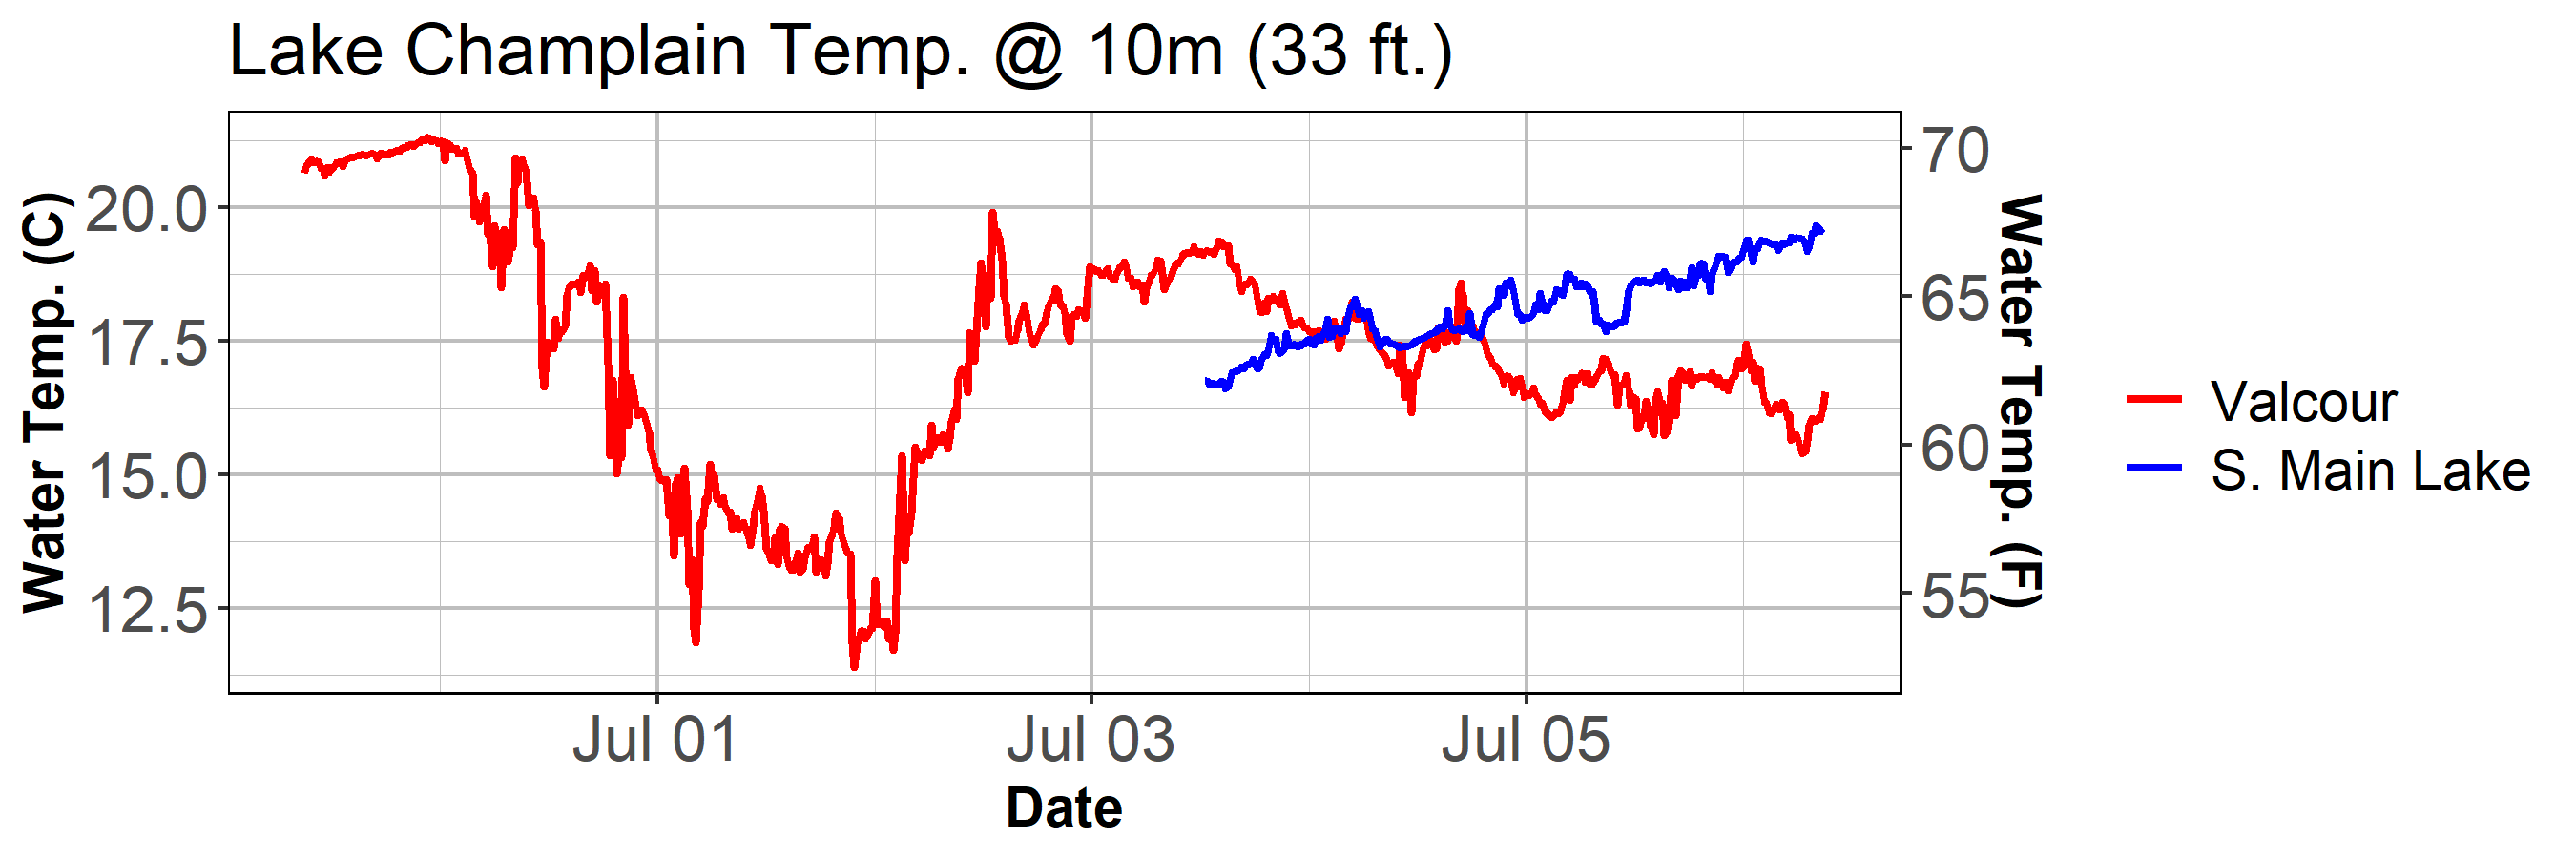 Lake Champlain Temp. @ 10m (33 ft.)
Water Temp. (C)
20.0
17.5
15.0
12.5
70
65
60
55
Water Temp. (F)
Jul 01
Jul 03
Jul 05
Date
Valcour
S. Main Lake